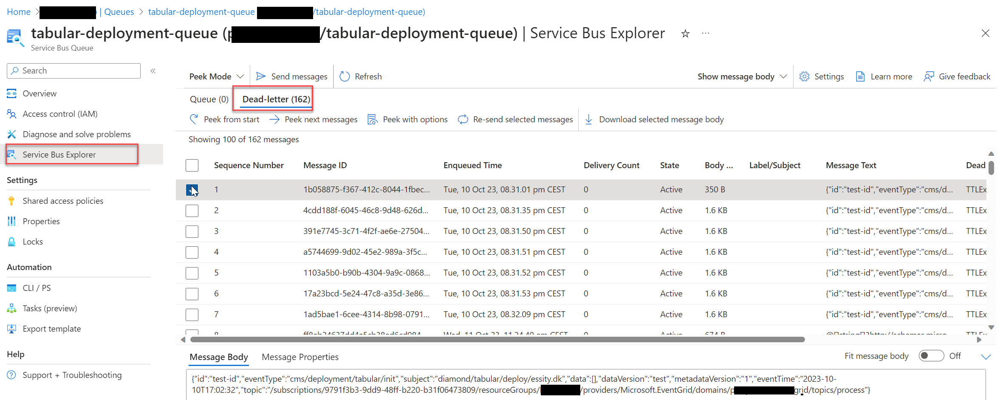 Home > | Queues > tabular-deployment-queue /tabular-deployment-queue)
tabular-deployment-queue (p /tabular-deployment-queue) | Service Bus Explorer ☆ ···
Service Bus Queue
Search «
Overview
Access control (IAM)
Diagnose and solve problems
Service Bus Explorer
Settings
Shared access policies
Properties
Locks
Automation
CLI / PS
Tasks (preview)
Export template
Help
Support + Troubleshooting
Peek Mode Send messages Refresh Show message body Settings Learn more Give feedback
Queue (0) Dead-letter (162)
Peek from start Peek next messages Peek with options Re-send selected messages Download selected message body
Showing 100 of 162 messages
Sequence Number Message ID Enqueued Time Delivery Count State Body ... Label/Subject Message Text Dead
1 1b058875-f367-412c-8044-1fbec... Tue, 10 Oct 23, 08.31.01 pm CEST 0 Active 350 B {"id":"test-id","eventType":"cms/d... TTLEx
2 4cdd188f-6045-46c8-9d48-626d... Tue, 10 Oct 23, 08.31.35 pm CEST 0 Active 1.6 KB {"id":"test-id","eventType":"cms/d... TTLEx
3 391e7745-3c71-4f2f-ae6e-27504... Tue, 10 Oct 23, 08.31.50 pm CEST 0 Active 1.6 KB {"id":"test-id","eventType":"cms/d... TTLEx
4 a5744699-9d02-45e2-989a-3f5c... Tue, 10 Oct 23, 08.31.51 pm CEST 0 Active 1.6 KB {"id":"test-id","eventType":"cms/d... TTLEx
5 1103a5b0-b90b-4304-9a9c-0868... Tue, 10 Oct 23, 08.31.52 pm CEST 0 Active 1.6 KB {"id":"test-id","eventType":"cms/d... TTLEx
6 17a23bcd-5e24-47c8-a35d-3e86... Tue, 10 Oct 23, 08.31.53 pm CEST 0 Active 1.6 KB {"id":"test-id","eventType":"cms/d... TTLEx
7 1ad5bae1-6cee-4314-8b98-0791... Tue, 10 Oct 23, 08.32.09 pm CEST 0 Active 1.6 KB {"id":"test-id","eventType":"cms/d... TTLEx
8 Wed, 11 Oct 23, 11.24.40 am CEST 0 Active 674 B
Message Body Message Properties Fit message body Off
{"id":"test-id","eventType":"cms/deployment/tabular/init","subject":"diamond/tabular/deploy/essity.dk","data":[],"dataVersion":"test","metadataVersion":"1","eventTime":"2023-10-
10T17:02:32","topic":"/subscriptions/9791f3b3-9dd9-48ff-b220-b31f06473809/resourceGroups/ /providers/Microsoft.EventGrid/domains/p grid/topics/process"}